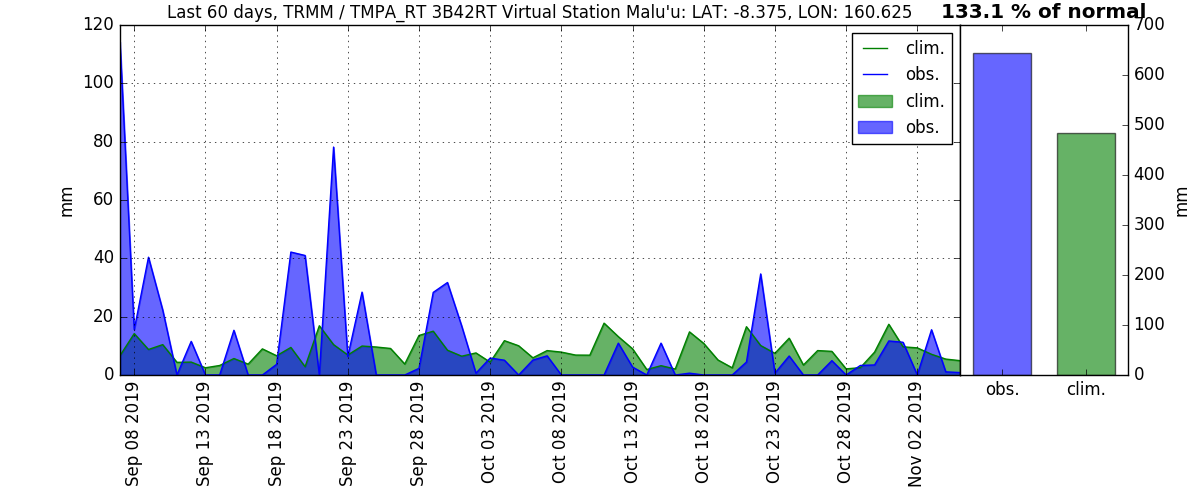 Last 60 days, TRMM / TMPA_RT 3B42RT Virtual Station Malu'u: LAT: -8.375, LON: 160.625
133.1 % of normal
120
100
80
60
40
20
0
mm
Sep 08 2019
Sep 13 2019
Sep 18 2019
Sep 23 2019
Sep 28 2019
Oct 03 2019
Oct 08 2019
Oct 13 2019
Oct 18 2019
Oct 23 2019
Oct 28 2019
Nov 02 2019
clim.
obs.
clim.
obs.
700
600
500
400
300
200
100
0
mm
obs.
clim.